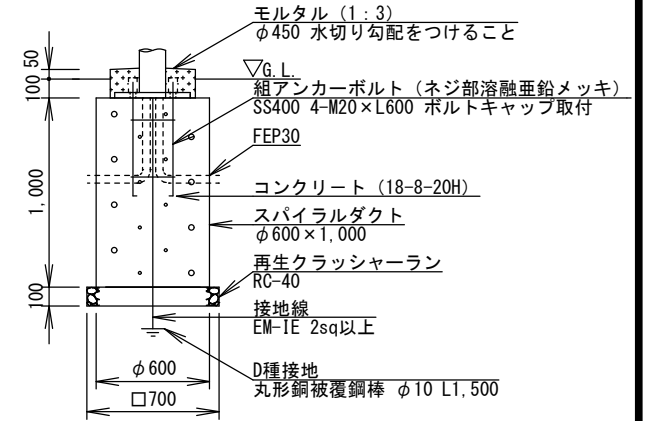 モルタル（1：3）
φ450 水切り勾配をつけること
▽G.L.
組アンカーボルト（ネジ部溶融亜鉛メッキ）
SS400 4-M20×L600 ボルトキャップ取付
FEP30
コンクリート（18-8-20H）
スパイラルダクト
φ600×1,000
再生クラッシャーラン
RC-40
接地線
EM-IE 2sq以上
D種接地
丸形銅被覆鋼棒 φ10 L1,500
50
100
1,000
100
φ600
□700